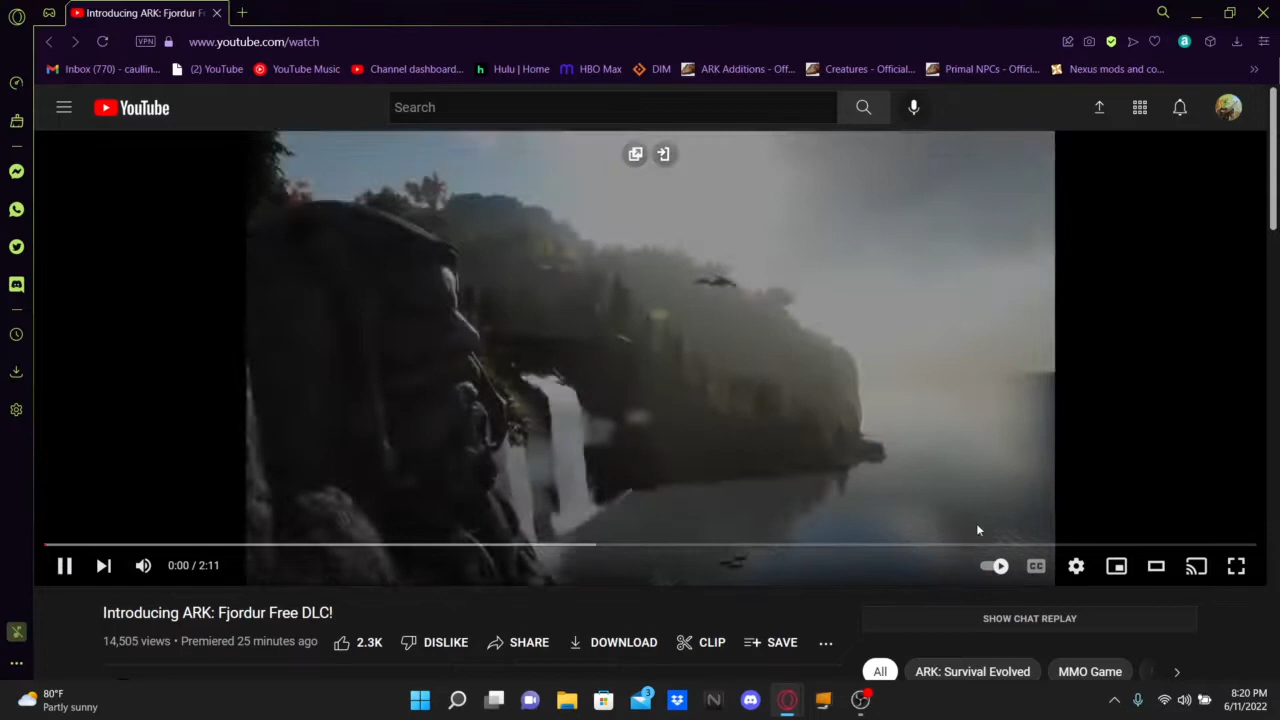 Introducing ARK: Fjordur F
VPN
www.youtube.com/watch
Inbox (770) - caullin...
(2) YouTube
YouTube Music
Channel dashboard...
Hulu | Home
HBO Max
DIM
ARK Additions - Off...
Creatures - Official...
Primal NPCs - Offici...
Nexus mods and co...
YouTube
Search
0:00 / 2:11
CC
Introducing ARK: Fjordur Free DLC!
14,505 views • Premiered 25 minutes ago
2.3K
DISLIKE
SHARE
DOWNLOAD
CLIP
SAVE
SHOW CHAT REPLAY
All
ARK: Survival Evolved
MMO Game
80°F
Partly sunny
3
8:20 PM
6/11/2022